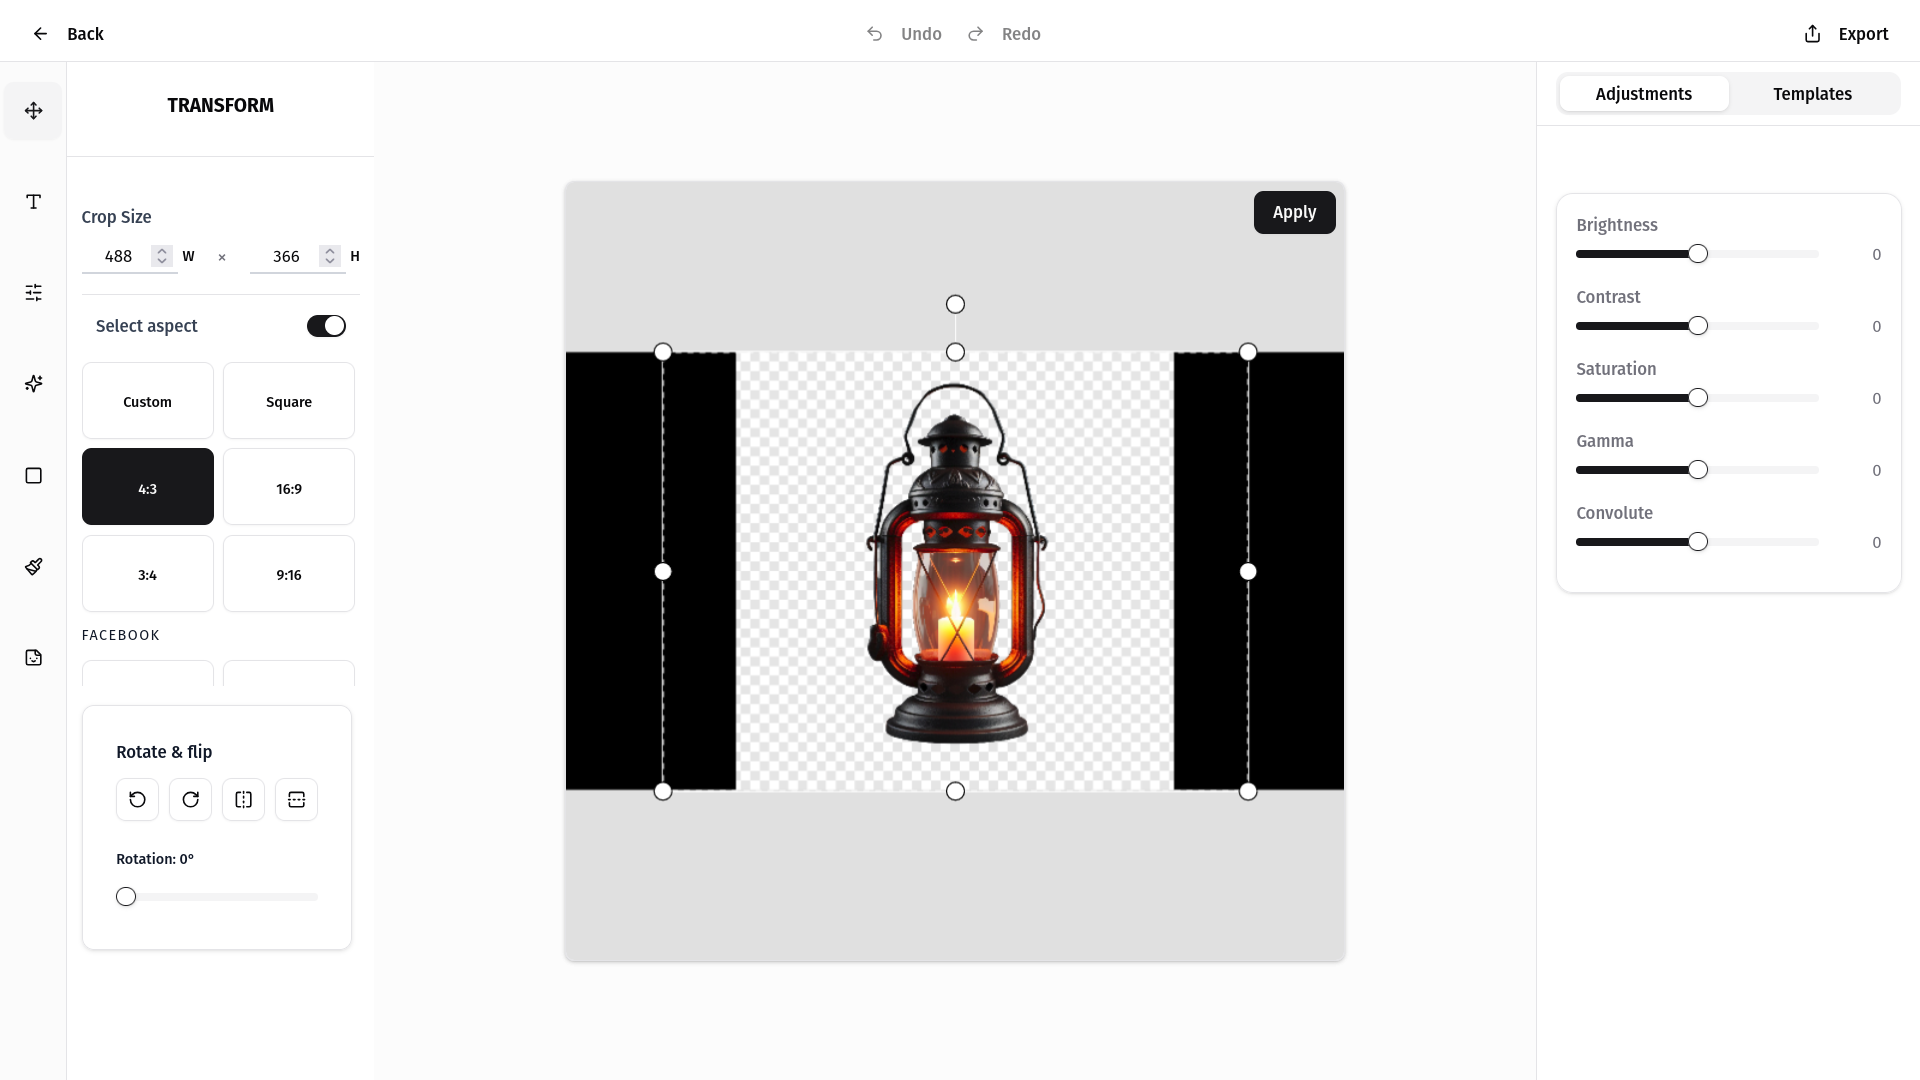 Back
Undo
Redo
Export
TRANSFORM
Crop Size
488 W × 366 H
Select aspect
Custom
Square
4:3
16:9
3:4
9:16
FACEBOOK
Rotate & flip
Rotation: 0°
Apply
Adjustments
Templates
Brightness
0
Contrast
0
Saturation
0
Gamma
0
Convolute
0